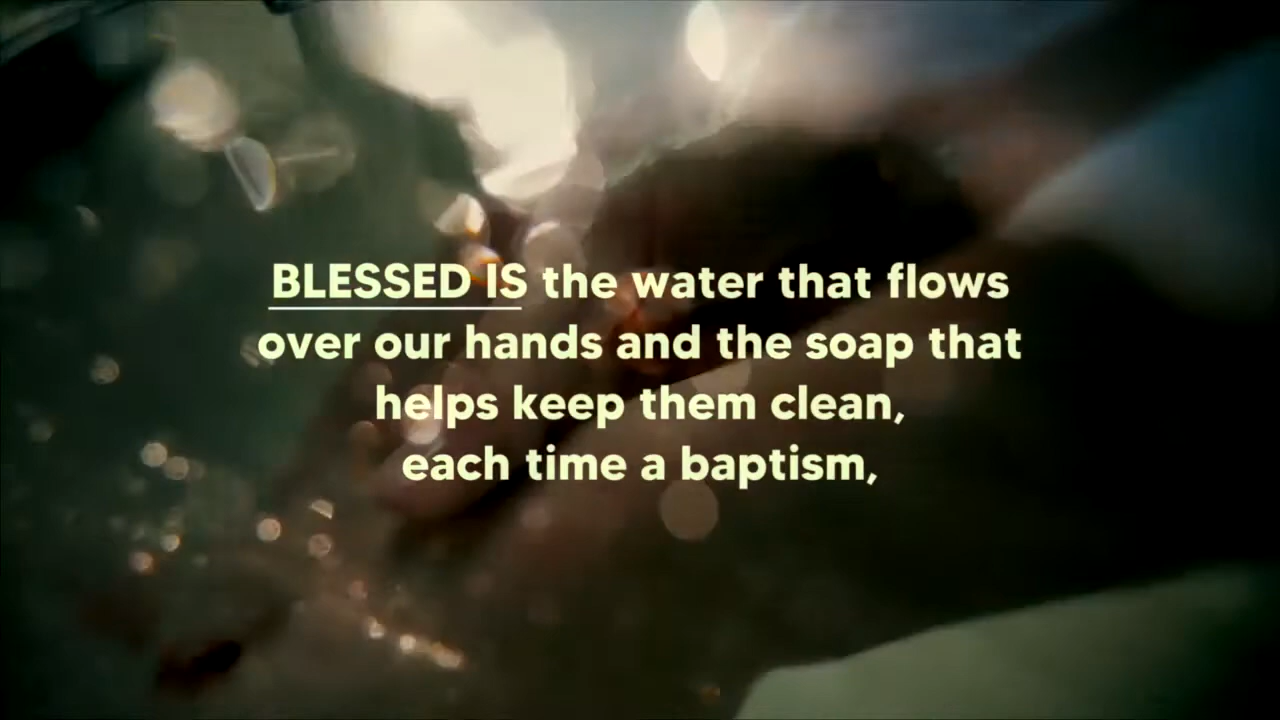 BLESSED IS the water that flows
over our hands and the soap that
helps keep them clean,
each time a baptism,